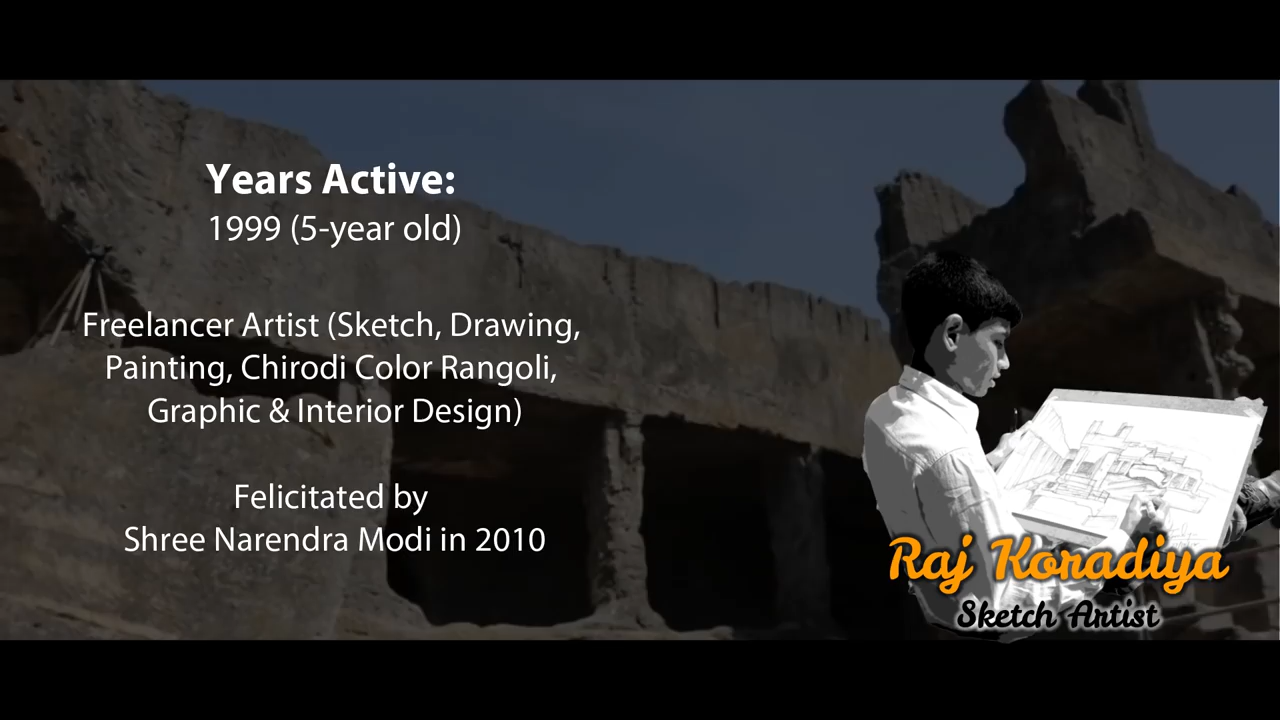 Years Active:
1999 (5-year old)
Freelancer Artist (Sketch, Drawing,
Painting, Chirodi Color Rangoli,
Graphic & Interior Design)
Felicitated by
Shree Narendra Modi in 2010
Raj Koradiya
Sketch Artist